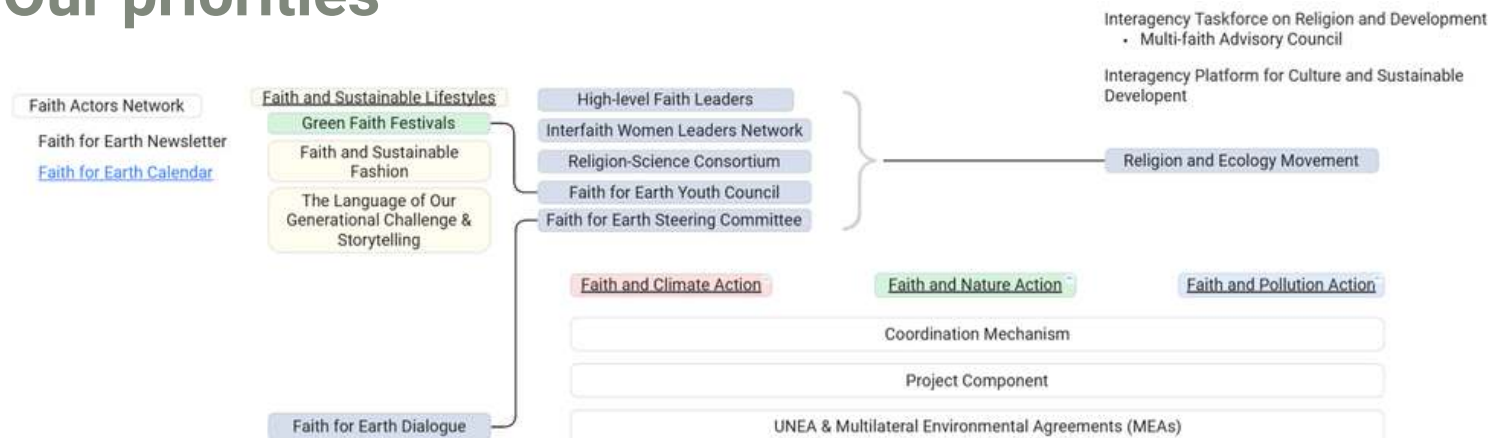 Our priorities
Interagency Taskforce on Religion and Development
• Multi-faith Advisory Council
Interagency Platform for Culture and Sustainable
Developent
Faith Actors Network
Faith for Earth Newsletter
Faith for Earth Calendar
Faith and Sustainable Lifestyles
Green Faith Festivals
Faith and Sustainable
Fashion
The Language of Our
Generational Challenge &
Storytelling
High-level Faith Leaders
Interfaith Women Leaders Network
Religion-Science Consortium
Faith for Earth Youth Council
Faith for Earth Steering Committee
Religion and Ecology Movement
Faith and Climate Action
Faith and Nature Action
Faith and Pollution Action
Coordination Mechanism
Project Component
UNEA & Multilateral Environmental Agreements (MEAs)
Faith for Earth Dialogue